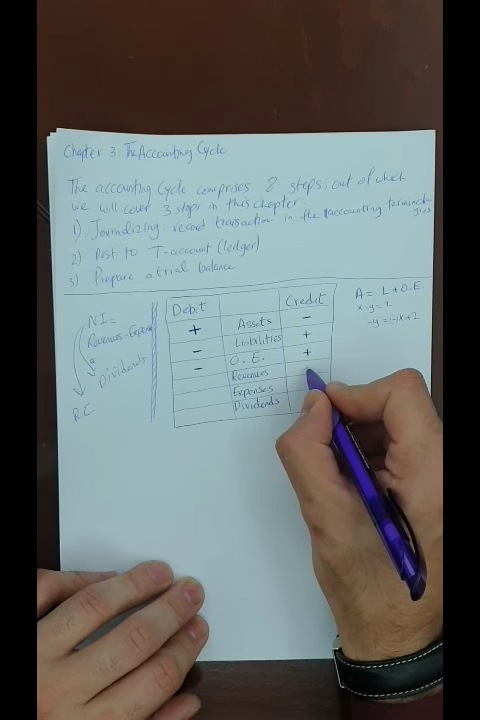 Chapter 3: The Accounting Cycle
The accounting Cycle comprises 8 steps, out of which
we will cover 3 steps in this chapter:
1) Journalizing: record transaction in the accounting terminologies
2) Post to T-account (ledger)
3) Prepare a trial balance
Debit Credit
+ Assets -
- Liabilities +
- O.E. +
Revenues
Expenses
Dividends
NI =
Revenues - Expense
Dividends
A = L + O.E.